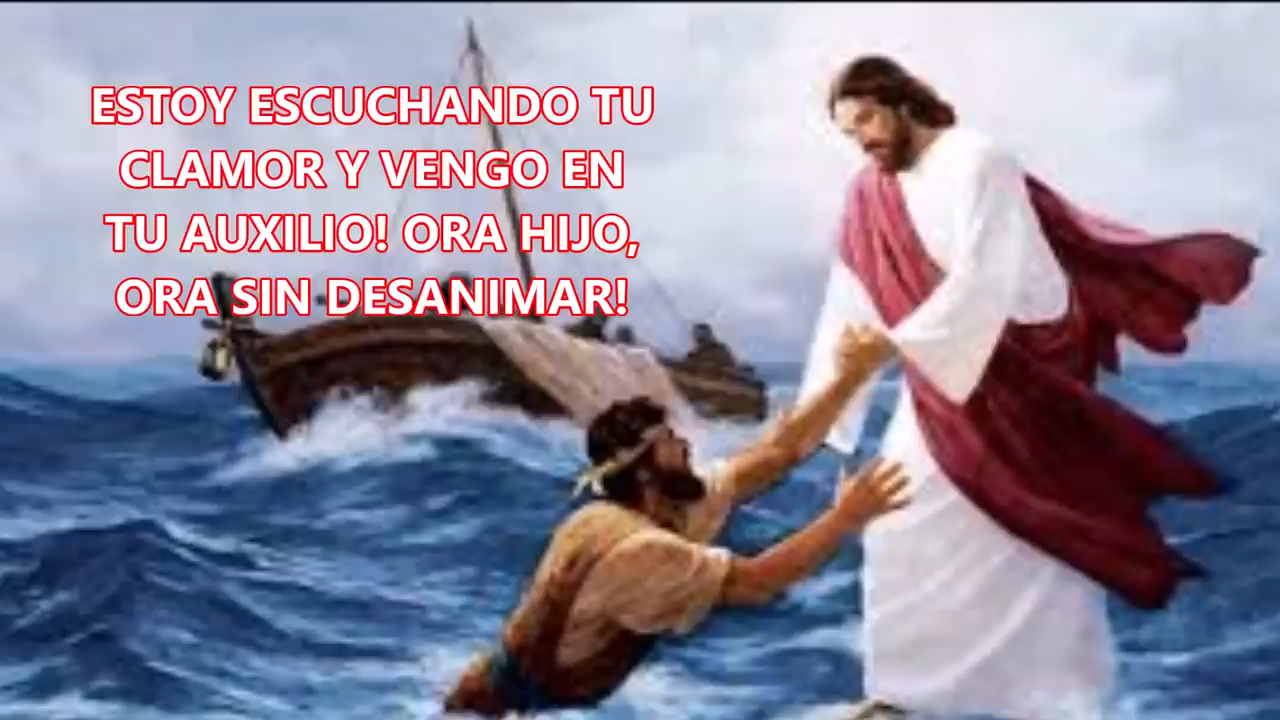 ESTOY ESCUCHANDO TU
CLAMOR Y VENGO EN
TU AUXILIO! ORA HIJO,
ORA SIN DESANIMAR!